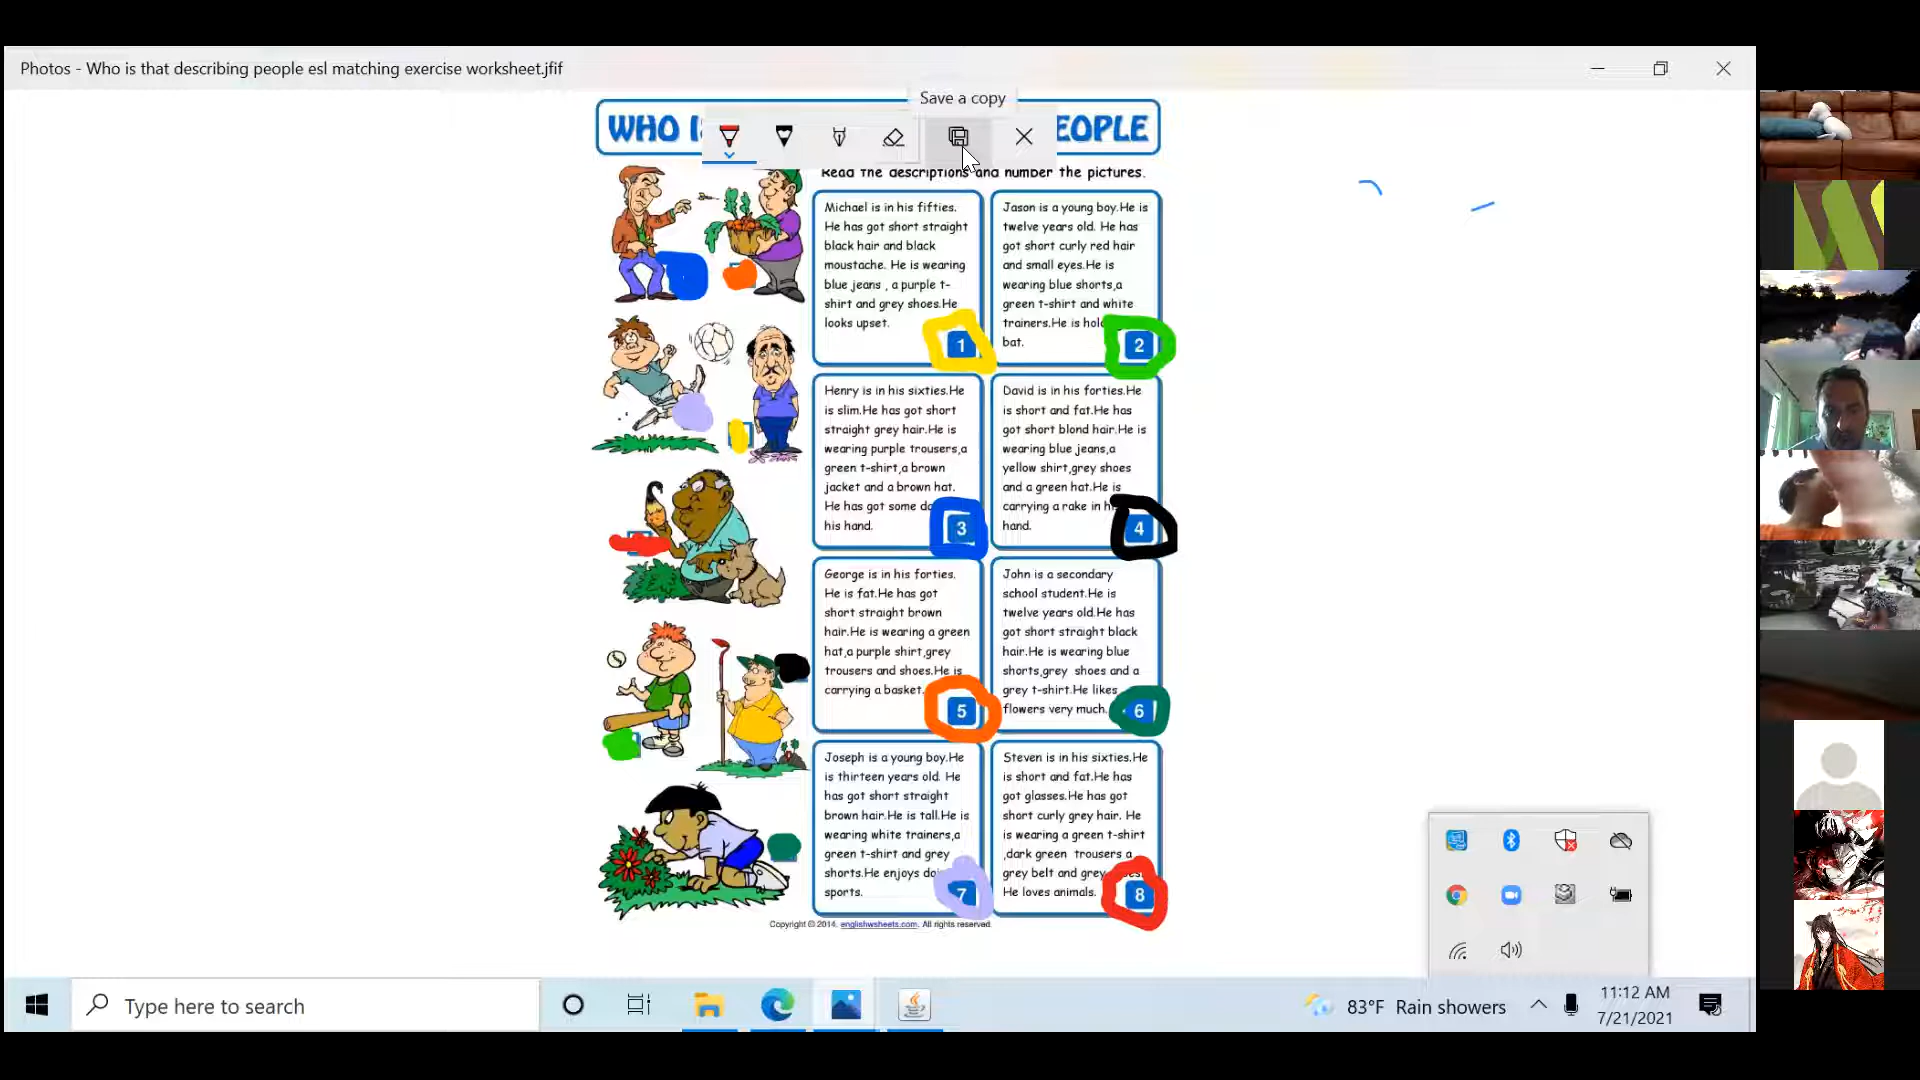 Photos - Who is that describing people esl matching exercise worksheet.jfif
Save a copy
WHO I
EOPLE
Read the descriptions and number the pictures.
Michael is in his fifties.
He has got short straight
black hair and black
moustache. He is wearing
blue jeans , a purple t-
shirt and grey shoes.He
looks upset.
1
Jason is a young boy.He is
twelve years old. He has
got short curly red hair
and small eyes.He is
wearing blue shorts,a
green t-shirt and white
trainers.He is hol
bat.
2
Henry is in his sixties.He
is slim.He has got short
straight grey hair.He is
wearing purple trousers,a
green t-shirt,a brown
jacket and a brown hat.
He has got some d
his hand.
3
David is in his forties.He
is short and fat.He has
got short blond hair.He is
wearing blue jeans,a
yellow shirt,grey shoes
and a green hat.He is
carrying a rake in h
hand.
4
George is in his forties.
He is fat.He has got
short straight brown
hair.He is wearing a green
hat,a purple shirt,grey
trousers and shoes.He is
carrying a basket.
5
John is a secondary
school student.He is
twelve years old.He has
got short straight black
hair.He is wearing blue
shorts,grey shoes and a
grey t-shirt.He likes
flowers very much.
6
Joseph is a young boy.He
is thirteen years old. He
has got short straight
brown hair.He is tall.He is
wearing white trainers,a
green t-shirt and grey
shorts.He enjoys do
sports.
7
Steven is in his sixties.He
is short and fat.He has
got glasses.He has got
short curly grey hair. He
is wearing a green t-shirt
,dark green trousers a
grey belt and grey
He loves animals.
8
Copyright © 2014, englishwsheets.com. All rights reserved.
Type here to search
83°F Rain showers
11:12 AM
7/21/2021